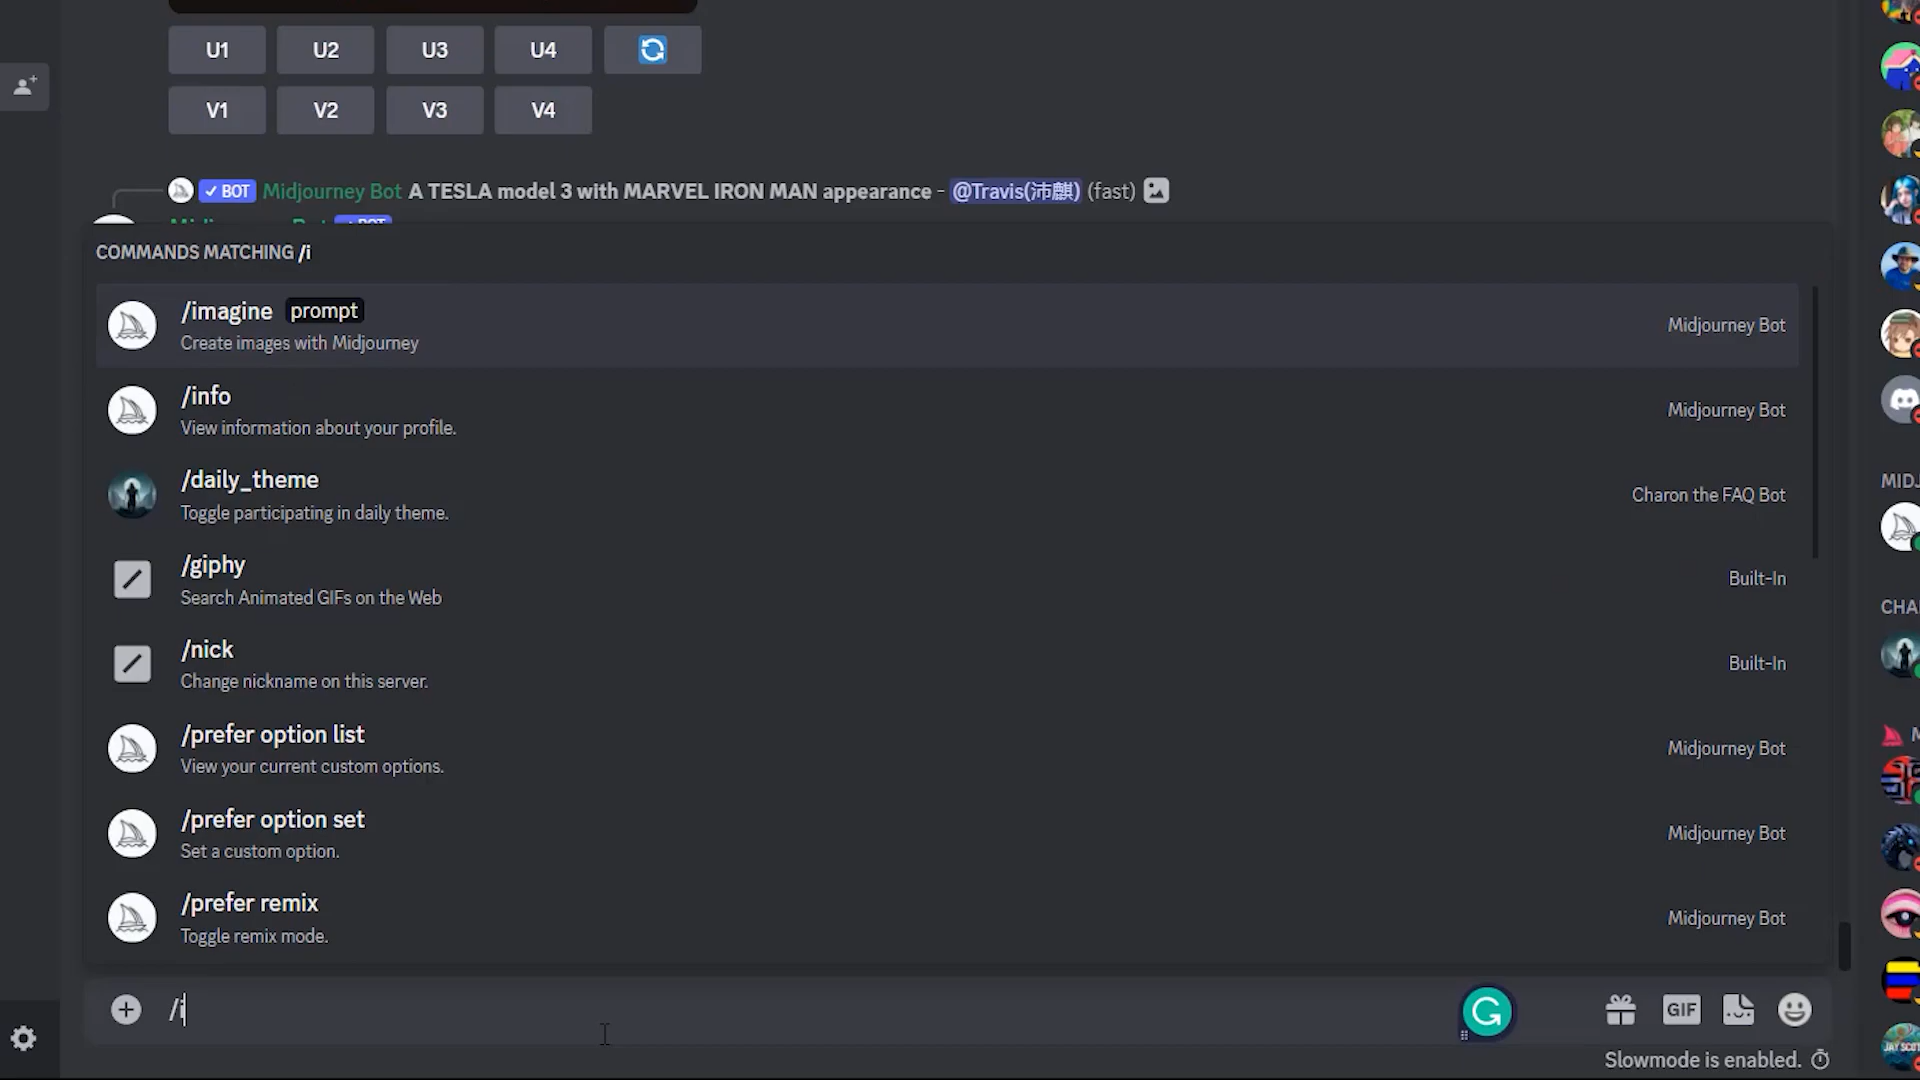 U1 U2 U3 U4
V1 V2 V3 V4
✓ BOT Midjourney Bot A TESLA model 3 with MARVEL IRON MAN appearance - @Travis(沛麒) (fast)
COMMANDS MATCHING /i
/imagine prompt
Create images with Midjourney
Midjourney Bot
/info
View information about your profile.
Midjourney Bot
/daily_theme
Toggle participating in daily theme.
Charon the FAQ Bot
/giphy
Search Animated GIFs on the Web
Built-In
/nick
Change nickname on this server.
Built-In
/prefer option list
View your current custom options.
Midjourney Bot
/prefer option set
Set a custom option.
Midjourney Bot
/prefer remix
Toggle remix mode.
Midjourney Bot
/i
GIF
Slowmode is enabled.
MIDJ
CHA